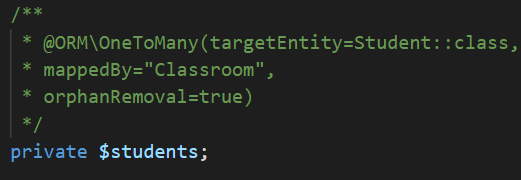 /**
* @ORM\OneToMany(targetEntity=Student::class,
* mappedBy="Classroom",
* orphanRemoval=true)
*/
private $students;